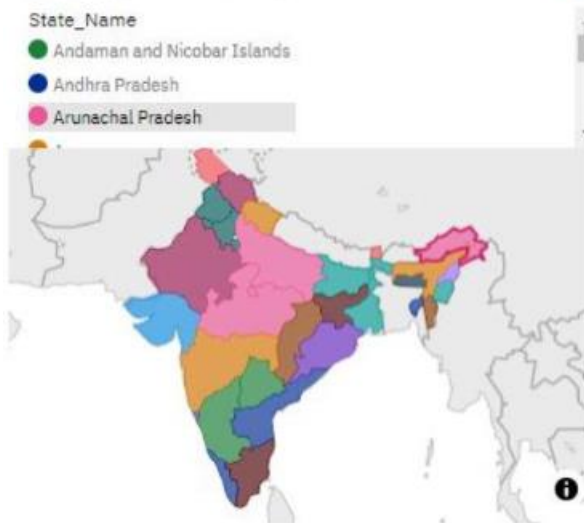 State_Name
Andaman and Nicobar Islands
Andhra Pradesh
Arunachal Pradesh